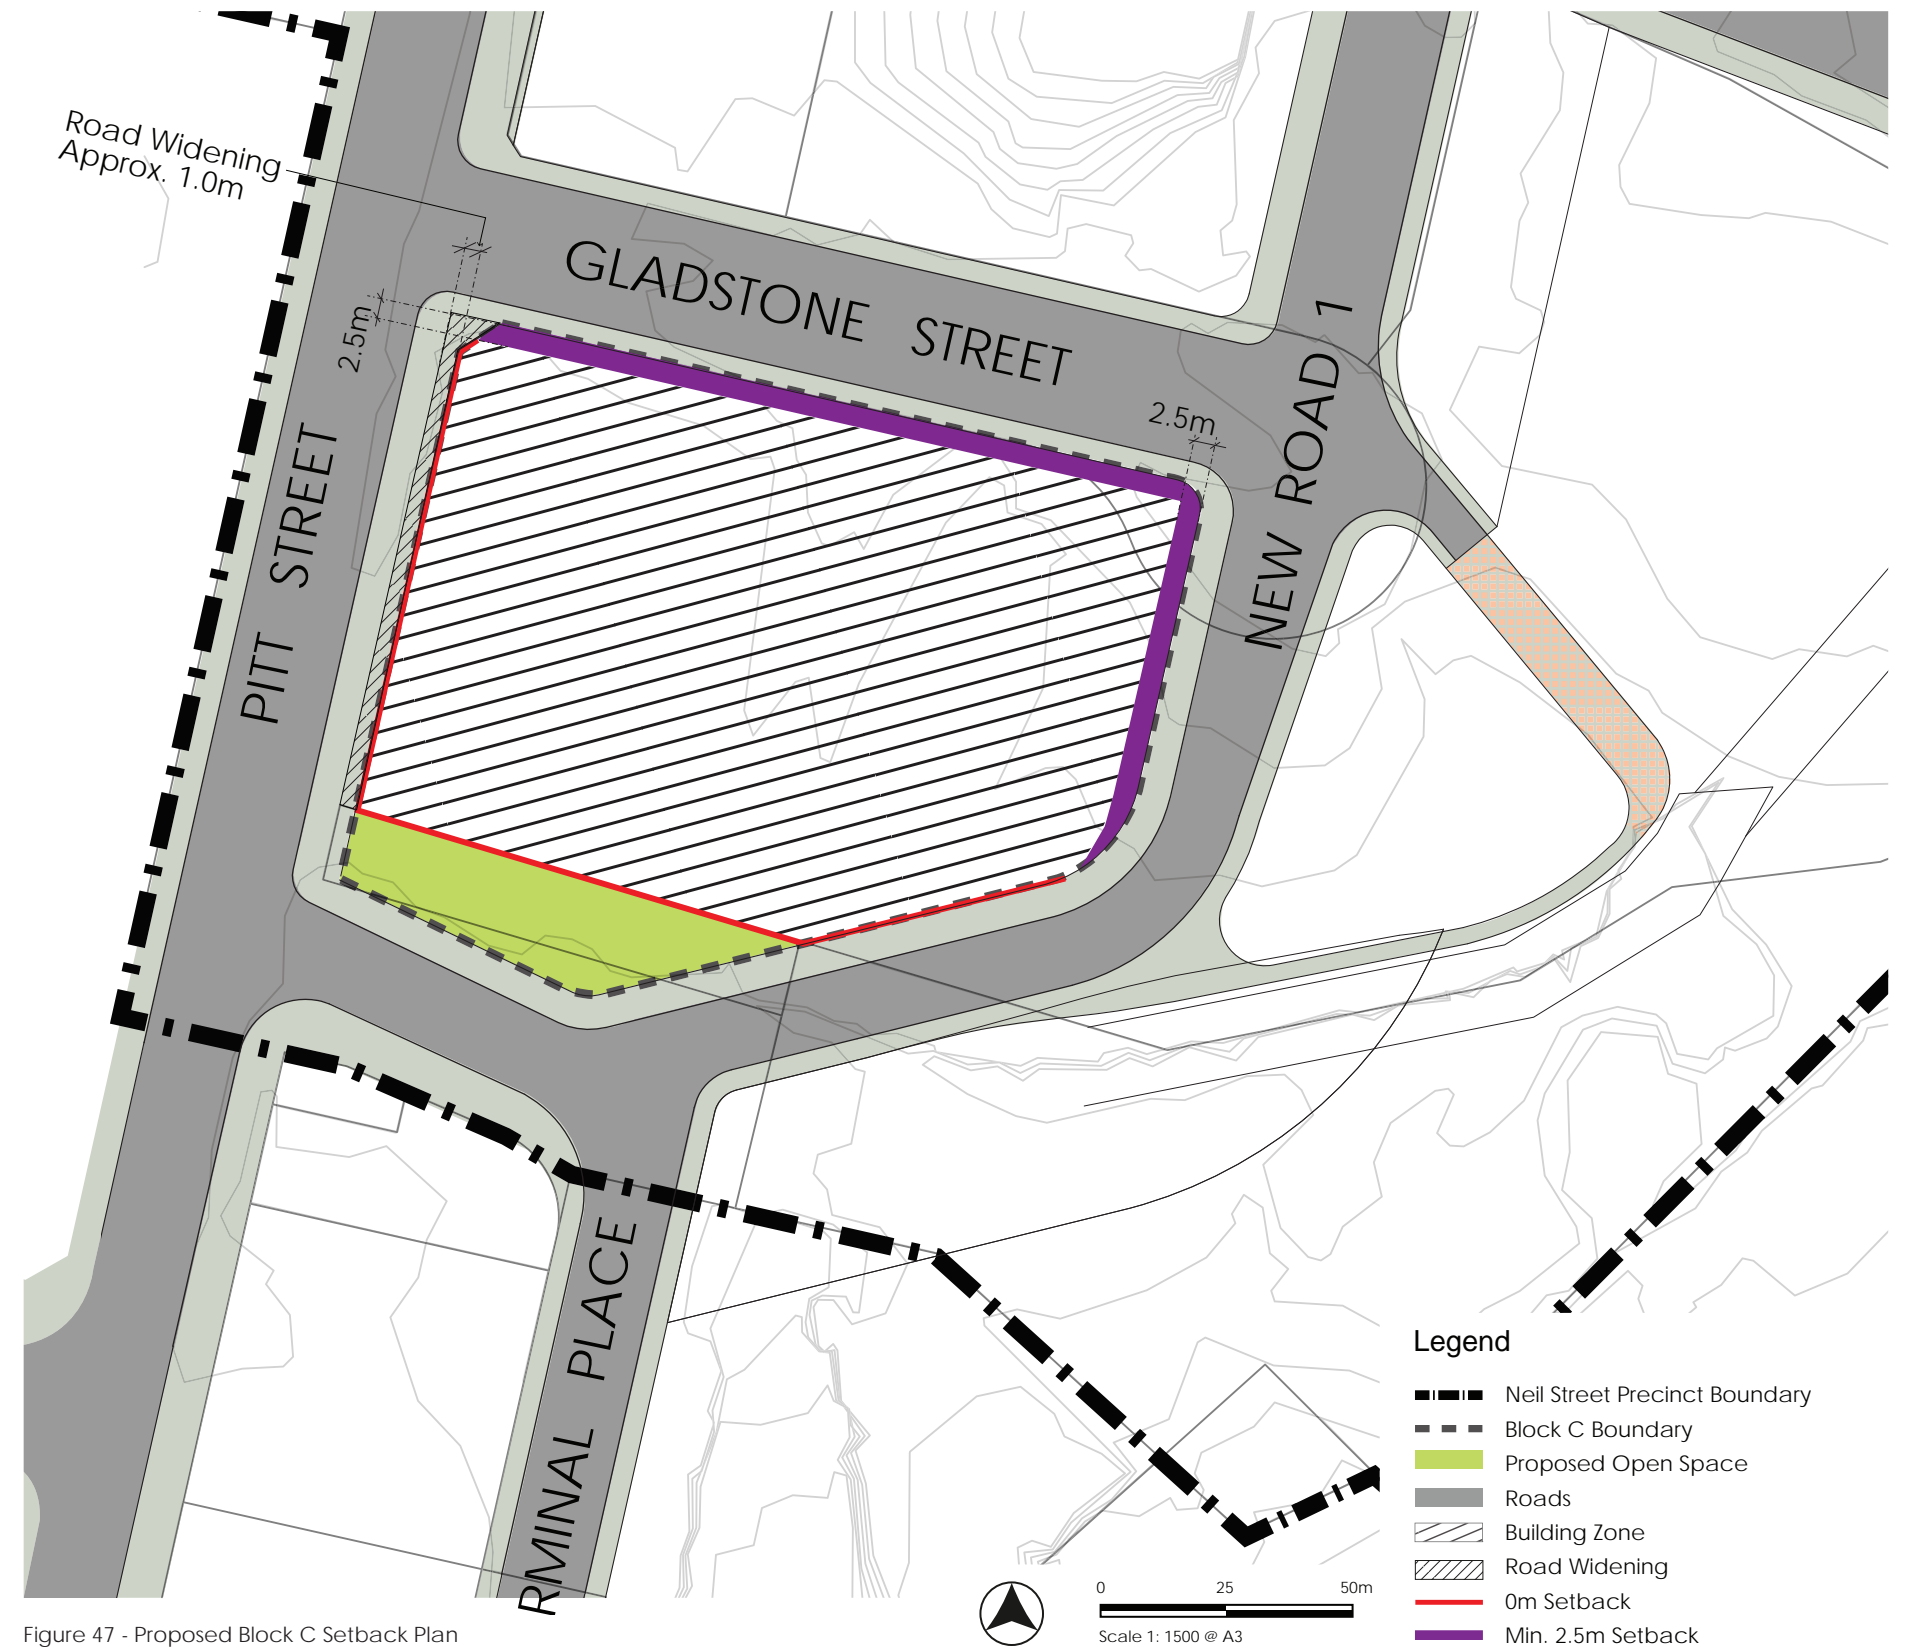 Road Widening
Approx. 1.0m
GLADSTONE STREET
2.5m
2.5m
NEW ROAD 1
PITT STREET
RMINAL PLACE
Legend
Neil Street Precinct Boundary
Block C Boundary
Proposed Open Space
Roads
Building Zone
Road Widening
0m Setback
Min. 2.5m Setback
0 25 50m
Scale 1: 1500 @ A3
Figure 47 - Proposed Block C Setback Plan